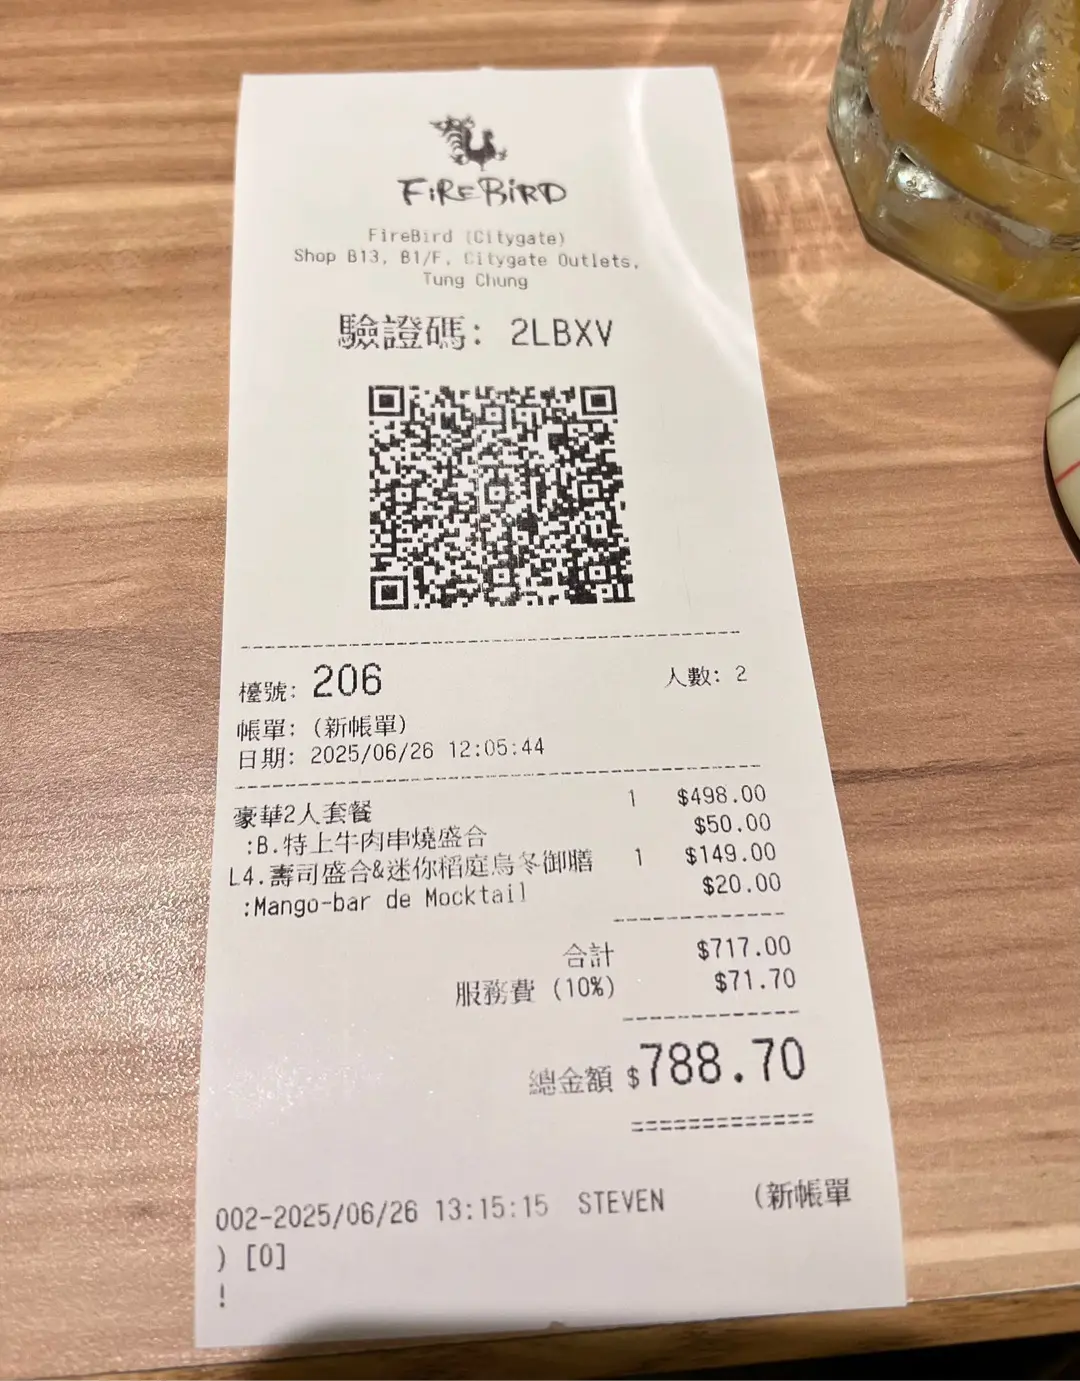 FIREBIRD
FireBird (Citygate)
Shop B13, B1/F, Citygate Outlets,
Tung Chung
驗證碼: 2LBXV
檯號: 206 人數: 2
帳單: (新帳單)
日期: 2025/06/26 12:05:44
豪華2人套餐 1 $498.00
:B.特上牛肉串燒盛合 $50.00
L4.壽司盛合&迷你稻庭烏冬御膳 1 $149.00
:Mango-bar de Mocktail $20.00
合計 $717.00
服務費 (10%) $71.70
總金額 $788.70
002-2025/06/26 13:15:15 STEVEN (新帳單
) [0]
!